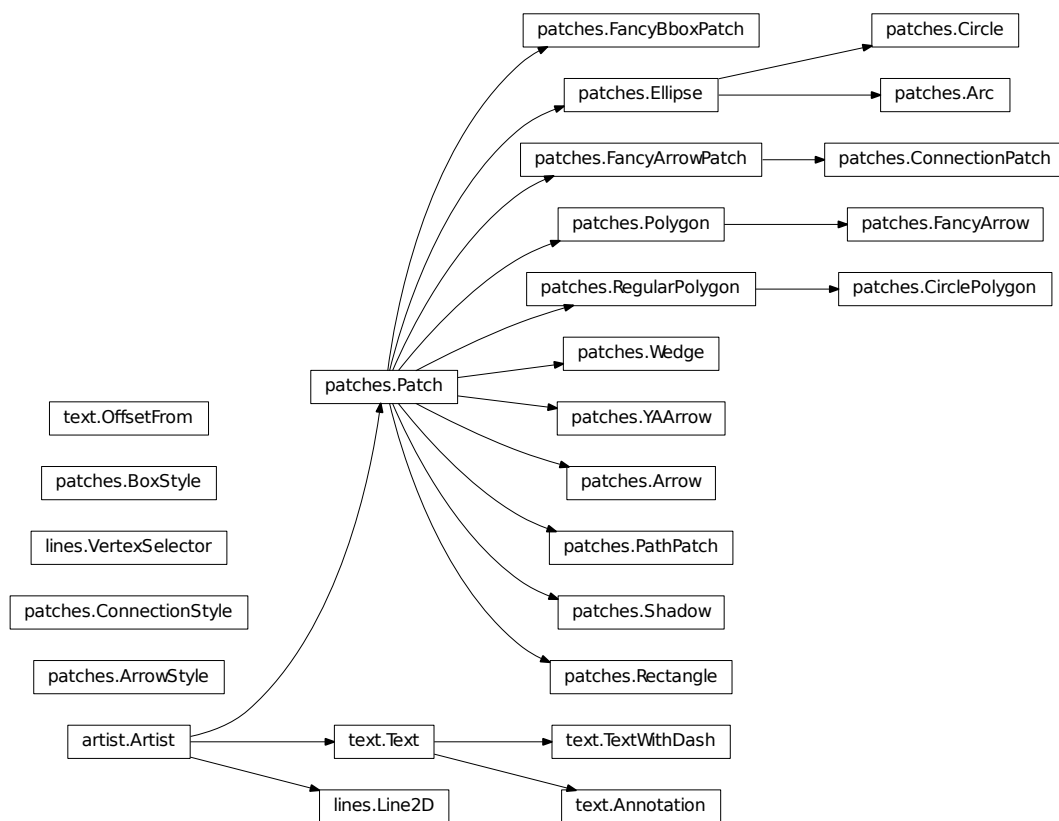 patches.FancyBboxPatch
patches.Circle
patches.Ellipse
patches.Arc
patches.FancyArrowPatch
patches.ConnectionPatch
patches.Polygon
patches.FancyArrow
patches.RegularPolygon
patches.CirclePolygon
patches.Wedge
patches.Patch
text.OffsetFrom
patches.YAArrow
patches.BoxStyle
patches.Arrow
lines.VertexSelector
patches.PathPatch
patches.ConnectionStyle
patches.Shadow
patches.ArrowStyle
patches.Rectangle
artist.Artist
text.Text
text.TextWithDash
lines.Line2D
text.Annotation